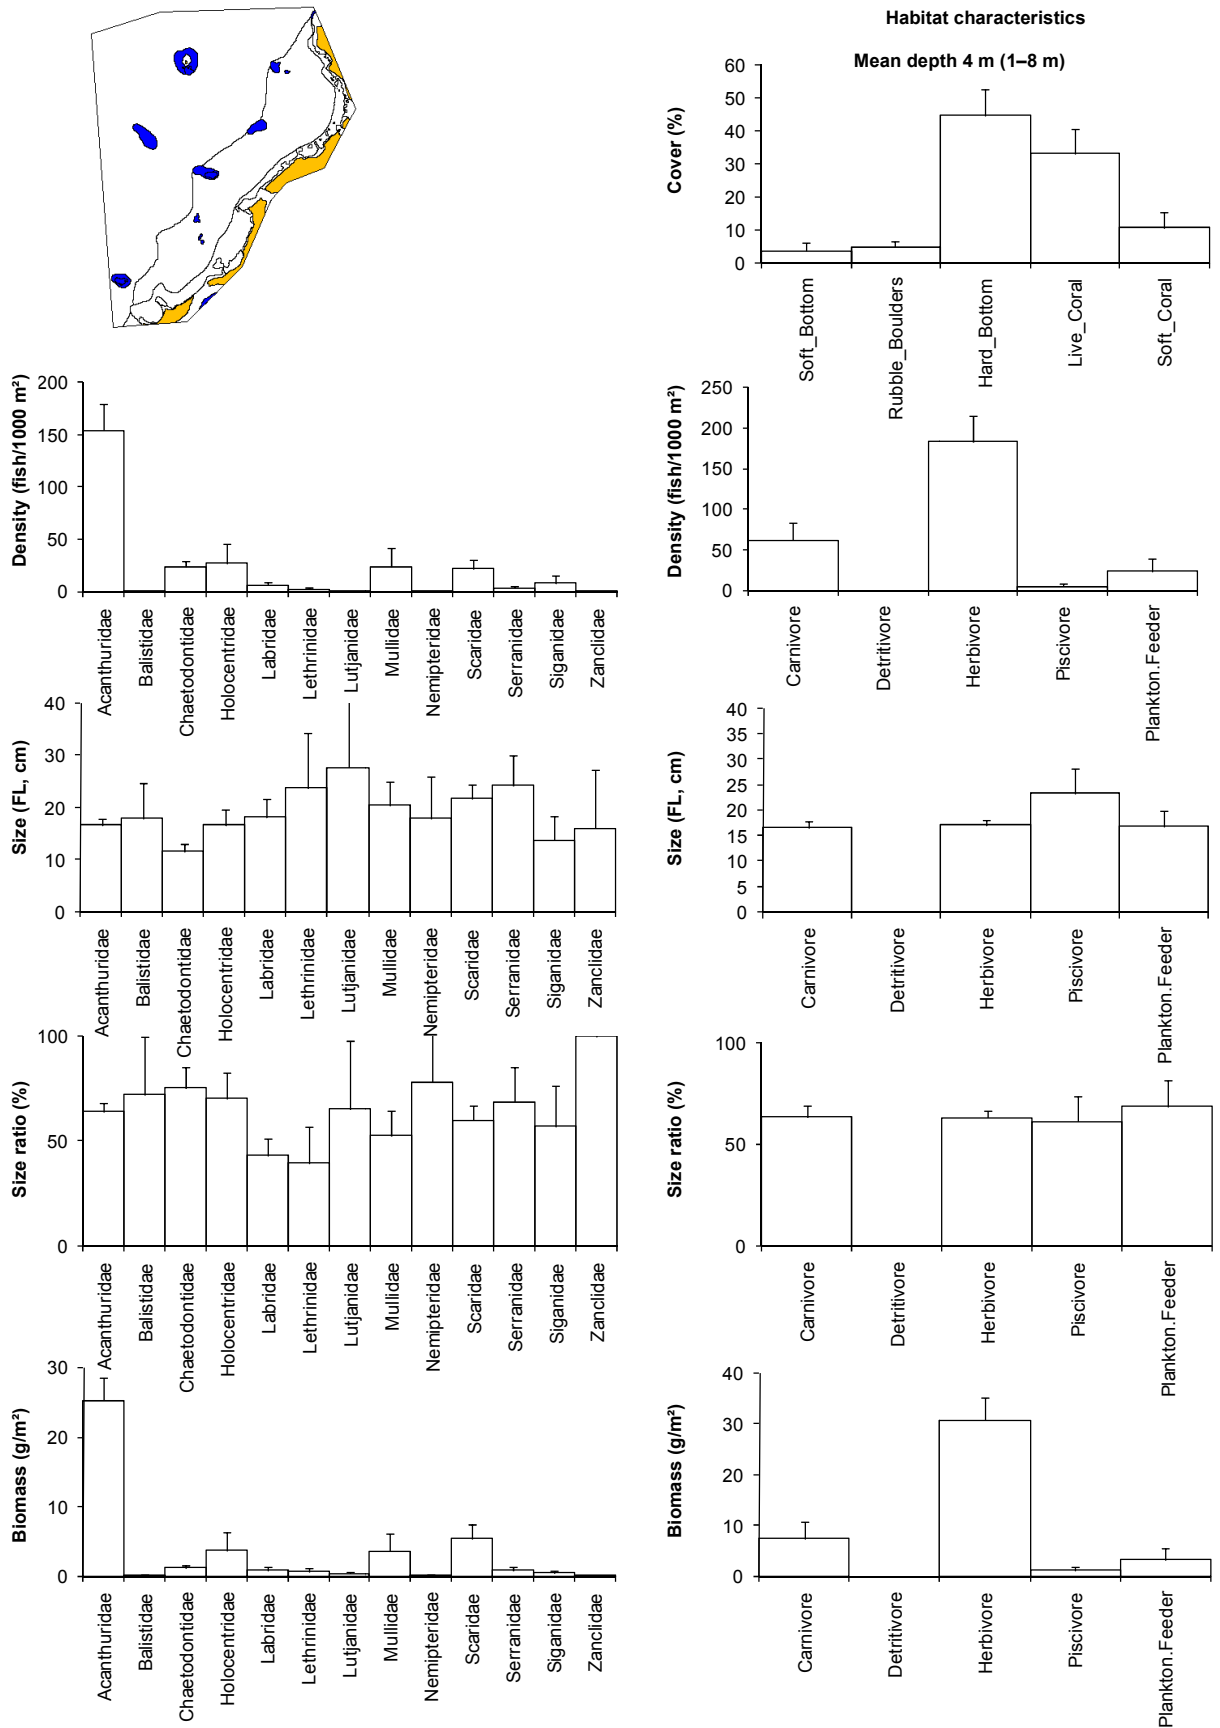 Habitat characteristics
Mean depth 4 m (1–8 m)
Cover (%)
60
50
40
30
20
10
0
Soft_Bottom
Rubble_Boulders
Hard_Bottom
Live_Coral
Soft_Coral
Density (fish/1000 m²)
200
150
100
50
0
Acanthuridae
Balistidae
Chaetodontidae
Holocentridae
Labridae
Lethrinidae
Lutjanidae
Mullidae
Nemipteridae
Scaridae
Serranidae
Siganidae
Zanclidae
Density (fish/1000 m²)
250
200
150
100
50
0
Carnivore
Detritivore
Herbivore
Piscivore
Plankton.Feeder
Size (FL, cm)
40
30
20
10
0
Acanthuridae
Balistidae
Chaetodontidae
Holocentridae
Labridae
Lethrinidae
Lutjanidae
Mullidae
Nemipteridae
Scaridae
Serranidae
Siganidae
Zanclidae
Size (FL, cm)
40
35
30
25
20
15
10
5
0
Carnivore
Detritivore
Herbivore
Piscivore
Plankton.Feeder
Size ratio (%)
100
50
0
Acanthuridae
Balistidae
Chaetodontidae
Holocentridae
Labridae
Lethrinidae
Lutjanidae
Mullidae
Nemipteridae
Scaridae
Serranidae
Siganidae
Zanclidae
Size ratio (%)
100
50
0
Carnivore
Detritivore
Herbivore
Piscivore
Plankton.Feeder
Biomass (g/m²)
30
20
10
0
Acanthuridae
Balistidae
Chaetodontidae
Holocentridae
Labridae
Lethrinidae
Lutjanidae
Mullidae
Nemipteridae
Scaridae
Serranidae
Siganidae
Zanclidae
Biomass (g/m²)
40
30
20
10
0
Carnivore
Detritivore
Herbivore
Piscivore
Plankton.Feeder